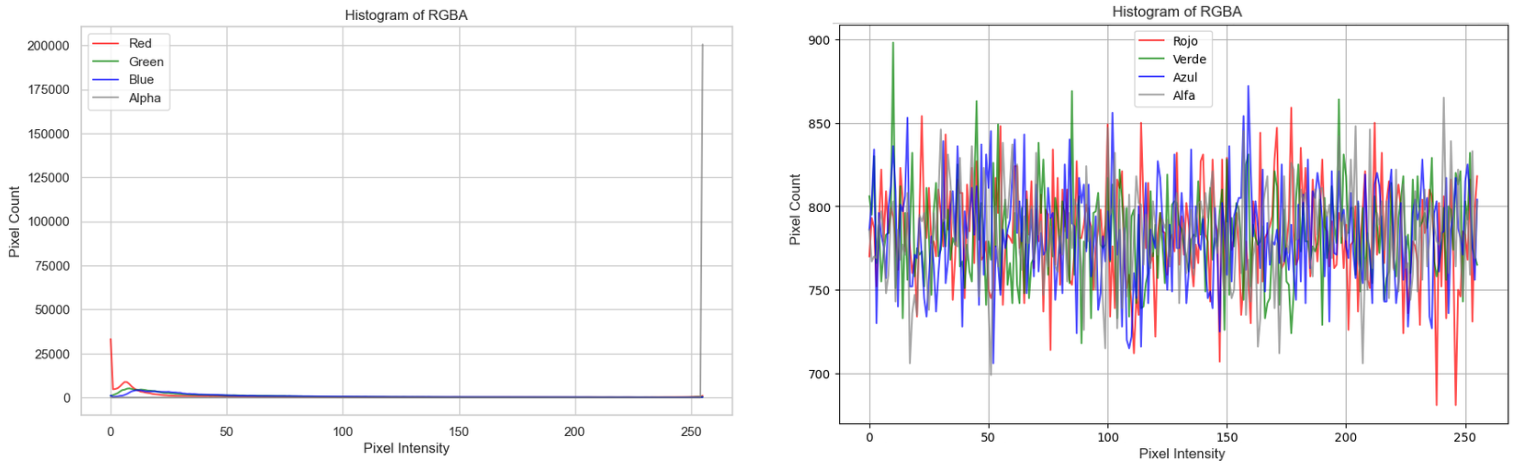 Histogram of RGBA
Red
Green
Blue
Alpha
200000
175000
150000
125000
100000
75000
50000
25000
0
Pixel Count
0 50 100 150 200 250
Pixel Intensity
Histogram of RGBA
Rojo
Verde
Azul
Alfa
900
850
800
750
700
Pixel Count
0 50 100 150 200 250
Pixel Intensity